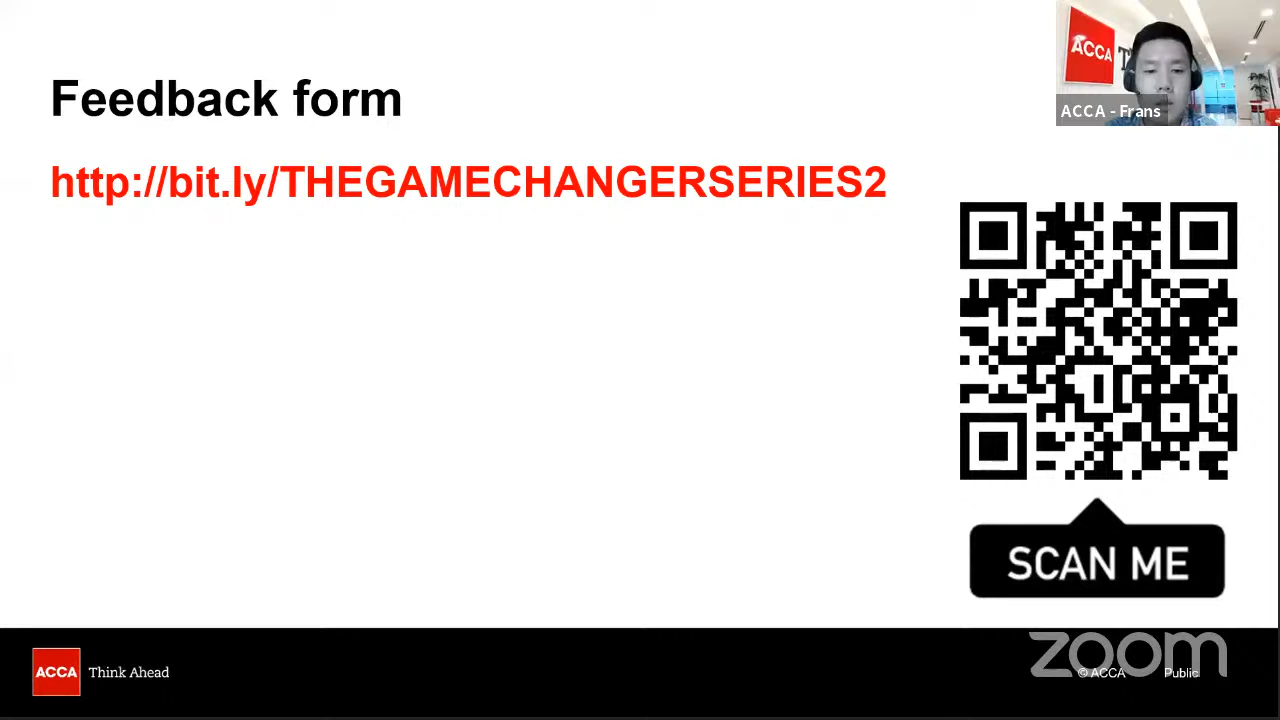 Feedback form
http://bit.ly/THEGAMECHANGERSERIES2
ACCA
ACCA - Frans
SCAN ME
ACCA Think Ahead
zoom
© ACCA Public